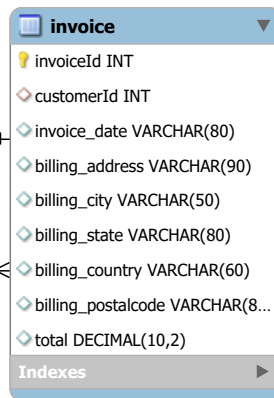 invoice
invoiceId INT
customerId INT
invoice_date VARCHAR(80)
billing_address VARCHAR(90)
billing_city VARCHAR(50)
billing_state VARCHAR(80)
billing_country VARCHAR(60)
billing_postalcode VARCHAR(8...
total DECIMAL(10,2)
Indexes